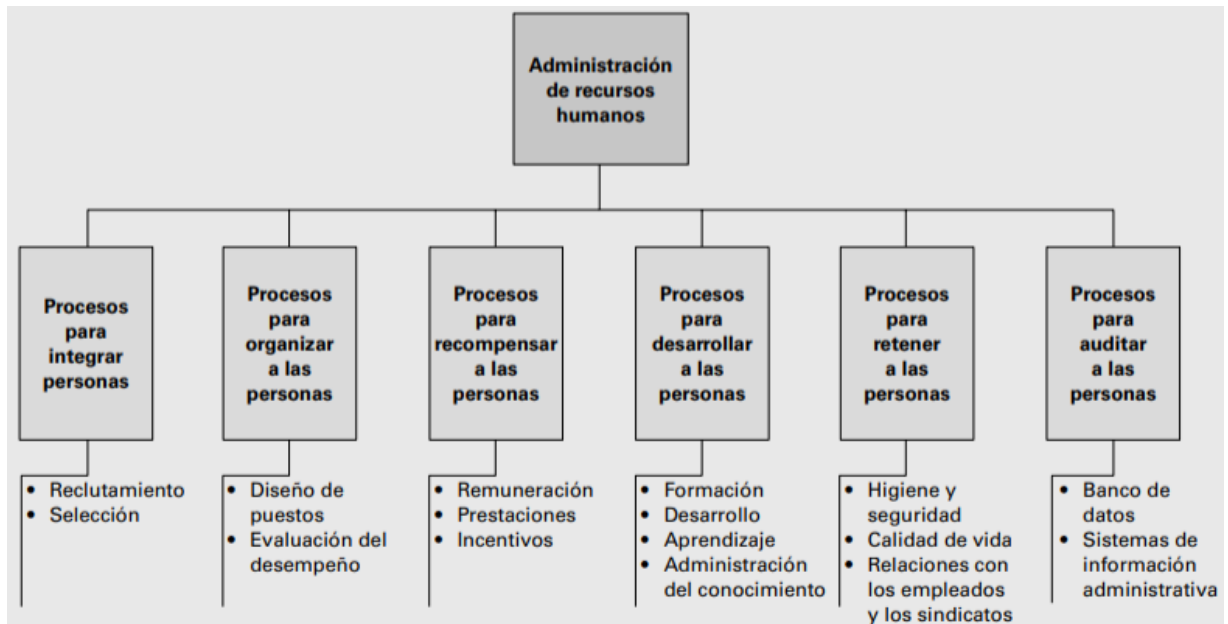 Administración
de recursos
humanos
Procesos
para
integrar
personas
Procesos
para
organizar
a las
personas
Procesos
para
recompensar
a las
personas
Procesos
para
desarrollar
a las
personas
Procesos
para
retener
a las
personas
Procesos
para
auditar
a las
personas
• Reclutamiento
• Selección
• Diseño de
puestos
• Evaluación del
desempeño
• Remuneración
• Prestaciones
• Incentivos
• Formación
• Desarrollo
• Aprendizaje
• Administración
del conocimiento
• Higiene y
seguridad
• Calidad de vida
• Relaciones con
los empleados
y los sindicatos
• Banco de
datos
• Sistemas de
información
administrativa